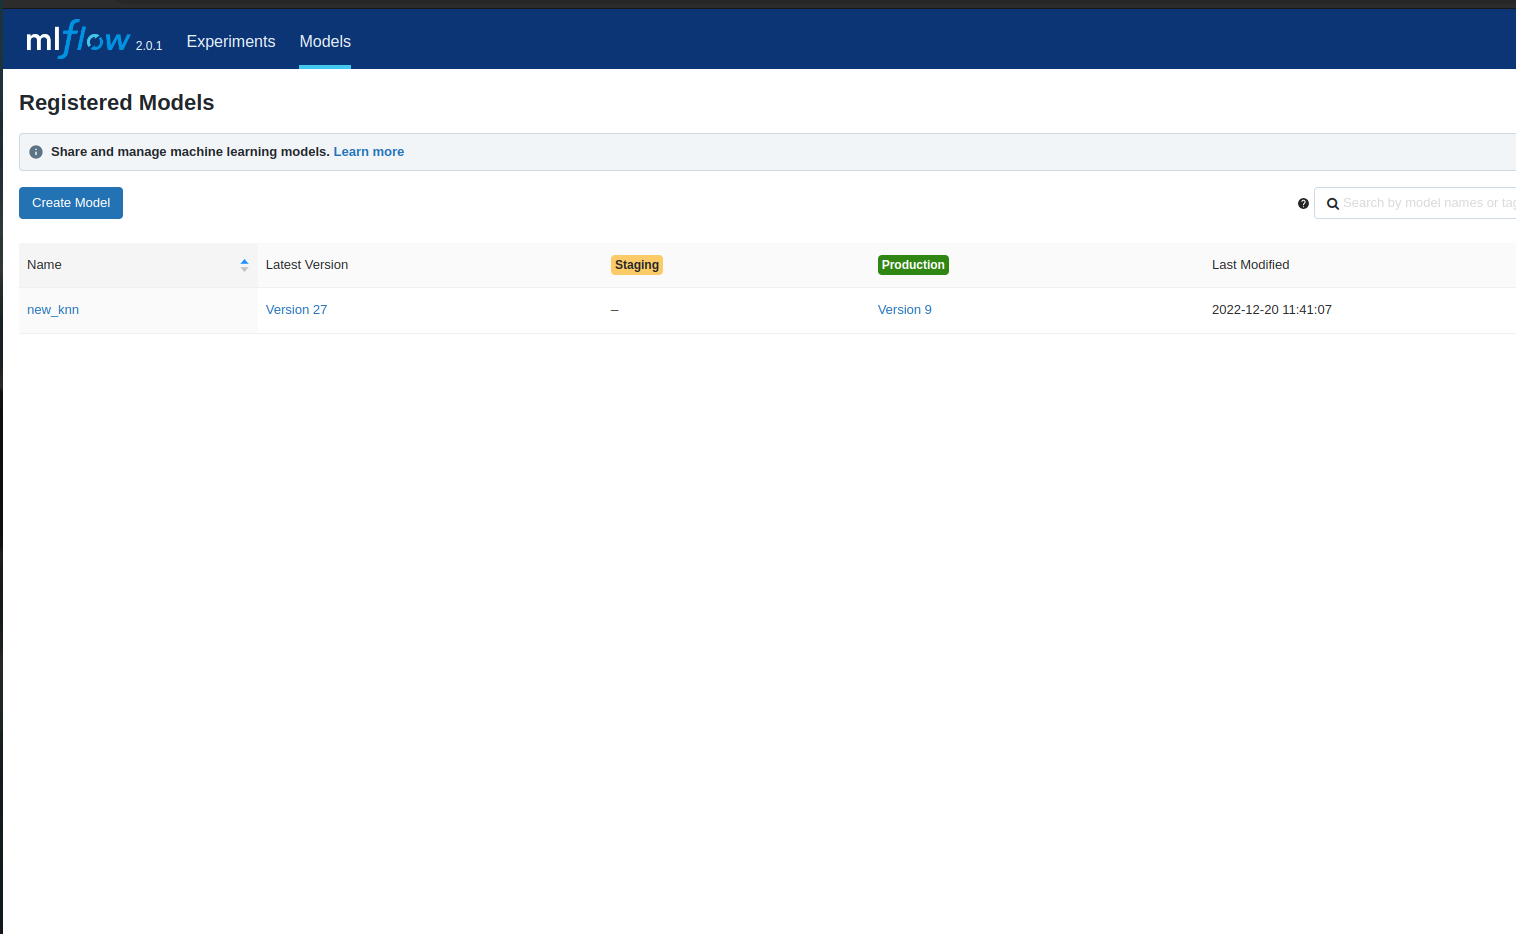 mlflow 2.0.1 Experiments Models
Registered Models
Share and manage machine learning models. Learn more
Create Model
Search by model names or tag
Name Latest Version Staging Production Last Modified
new_knn Version 27 – Version 9 2022-12-20 11:41:07